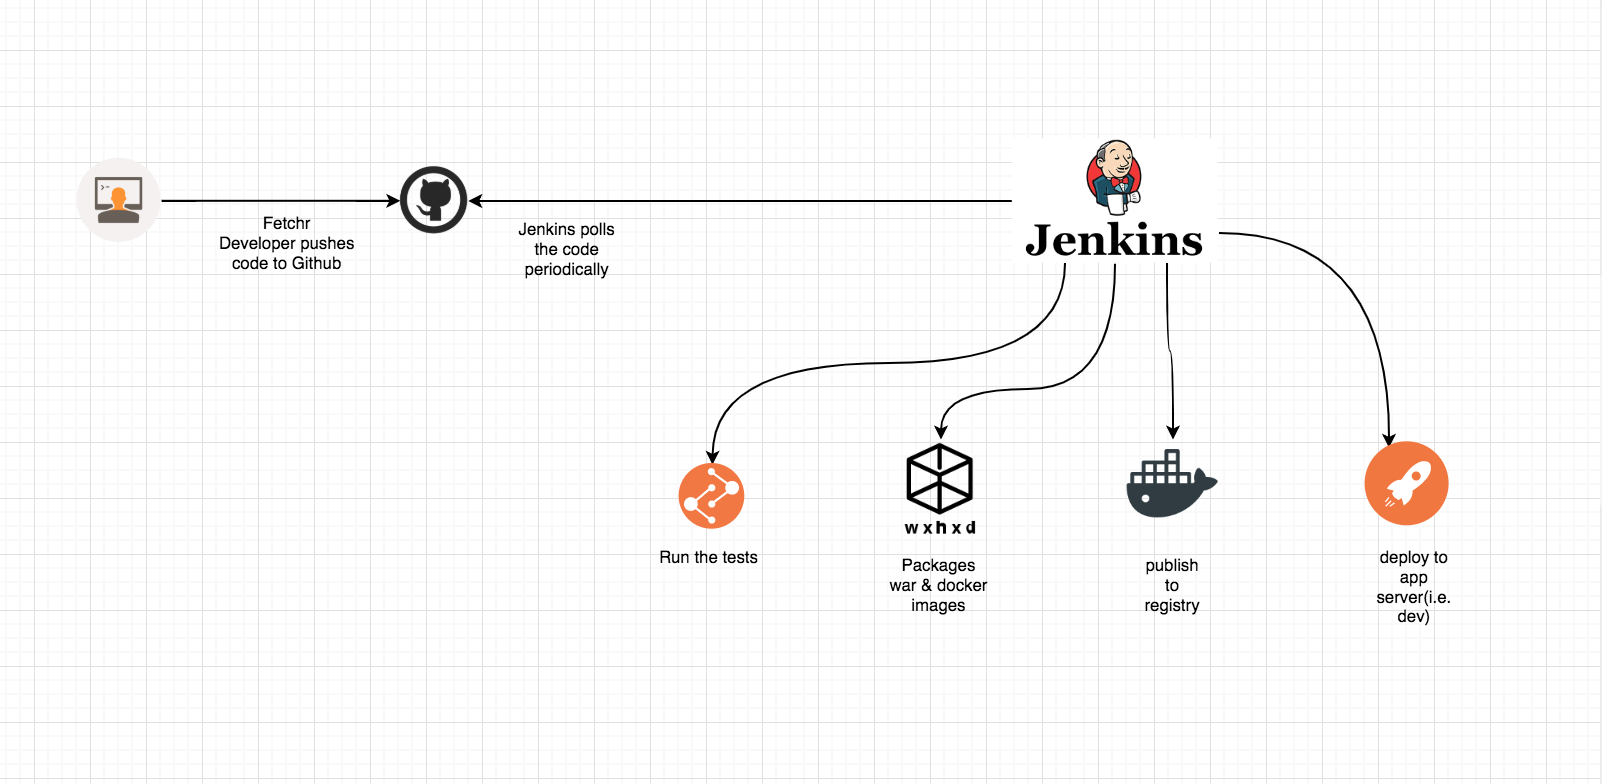 Fetchr
Developer pushes
code to Github
Jenkins polls
the code
periodically
Jenkins
Run the tests
wxhxd
Packages
war & docker
images
publish
to
registry
deploy to
app
server(i.e.
dev)